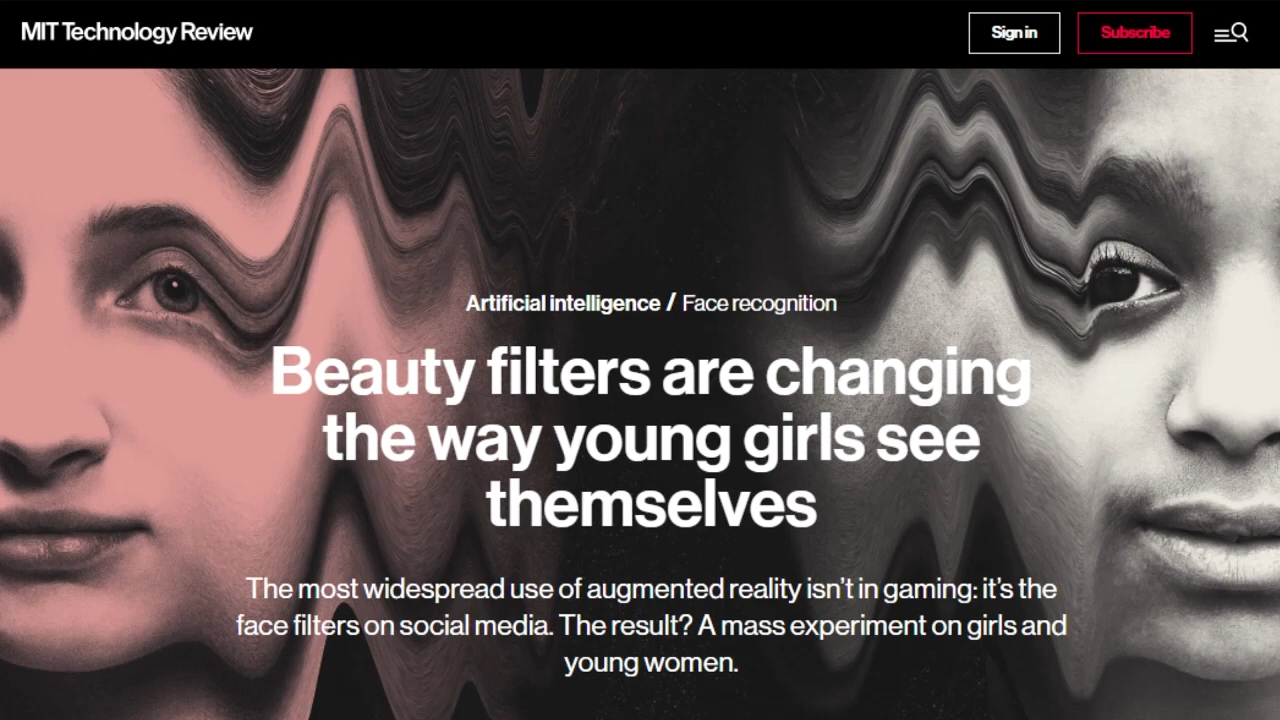 MIT Technology Review
Sign in
Subscribe
Artificial intelligence / Face recognition
Beauty filters are changing
the way young girls see
themselves
The most widespread use of augmented reality isn't in gaming: it's the
face filters on social media. The result? A mass experiment on girls and
young women.